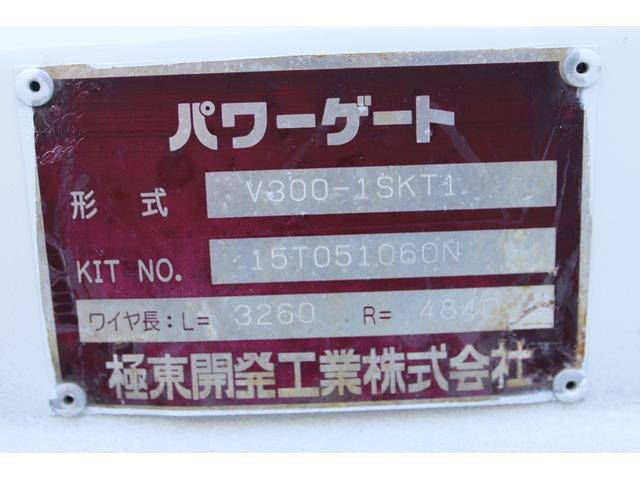 パワーゲート
形 式 V300-1SKT1
KIT NO. 15T051060N
ワイヤ長:L= 3260 R= 4840
極東開発工業株式会社